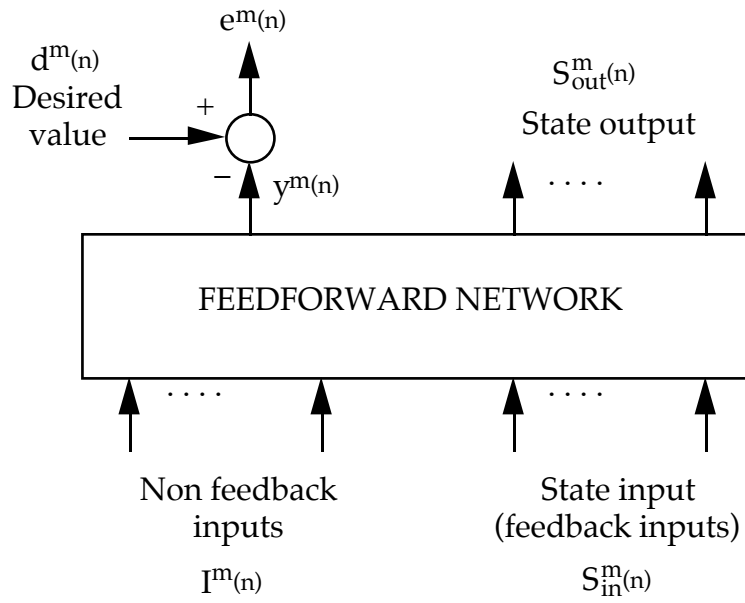 e^m(n)
d^m(n)
Desired
value
+
−
y^m(n)
S^m_out(n)
State output
. . . .
FEEDFORWARD NETWORK
. . . .
. . . .
Non feedback
inputs
I^m(n)
State input
(feedback inputs)
S^m_in(n)